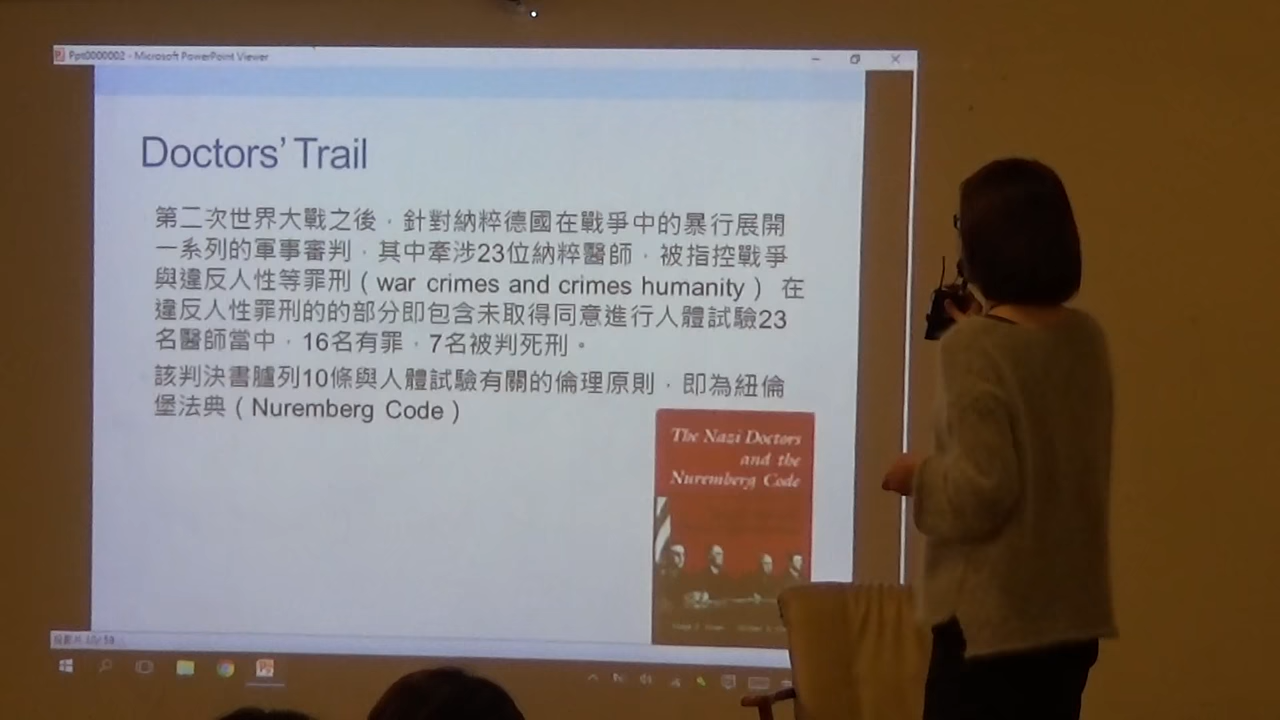 Ppt0000002 - Microsoft PowerPoint Viewer
Doctors' Trail
第二次世界大戰之後，針對納粹德國在戰爭中的暴行展開
一系列的軍事審判，其中牽涉23位納粹醫師，被指控戰爭
與違反人性等罪刑（war crimes and crimes humanity） 在
違反人性罪刑的的部分即包含未取得同意進行人體試驗23
名醫師當中，16名有罪，7名被判死刑。
該判決書臚列10條與人體試驗有關的倫理原則，即為紐倫
堡法典（Nuremberg Code）
The Nazi Doctors
and the
Nuremberg Code